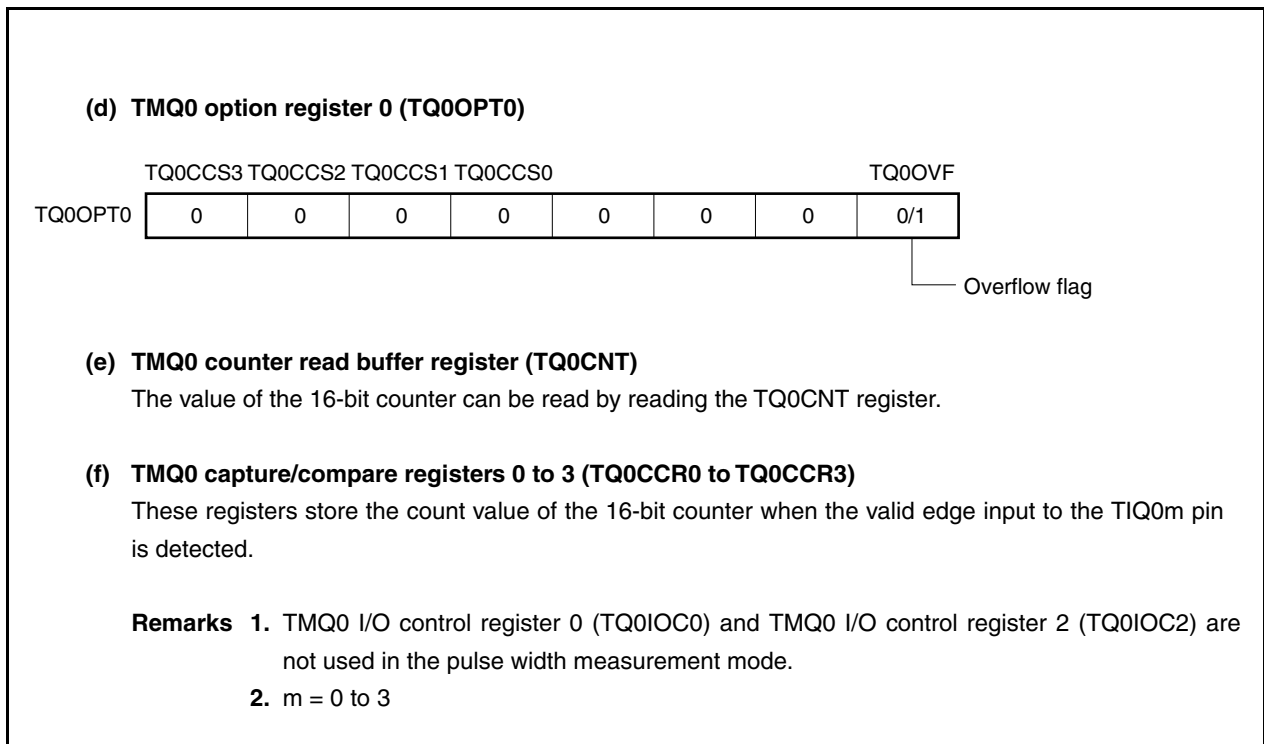 (d) TMQ0 option register 0 (TQ0OPT0)
TQ0CCS3 TQ0CCS2 TQ0CCS1 TQ0CCS0 TQ0OVF
TQ0OPT0 0 0 0 0 0 0 0 0/1
Overflow flag
(e) TMQ0 counter read buffer register (TQ0CNT)
The value of the 16-bit counter can be read by reading the TQ0CNT register.
(f) TMQ0 capture/compare registers 0 to 3 (TQ0CCR0 to TQ0CCR3)
These registers store the count value of the 16-bit counter when the valid edge input to the TIQ0m pin
is detected.
Remarks 1. TMQ0 I/O control register 0 (TQ0IOC0) and TMQ0 I/O control register 2 (TQ0IOC2) are
not used in the pulse width measurement mode.
2. m = 0 to 3